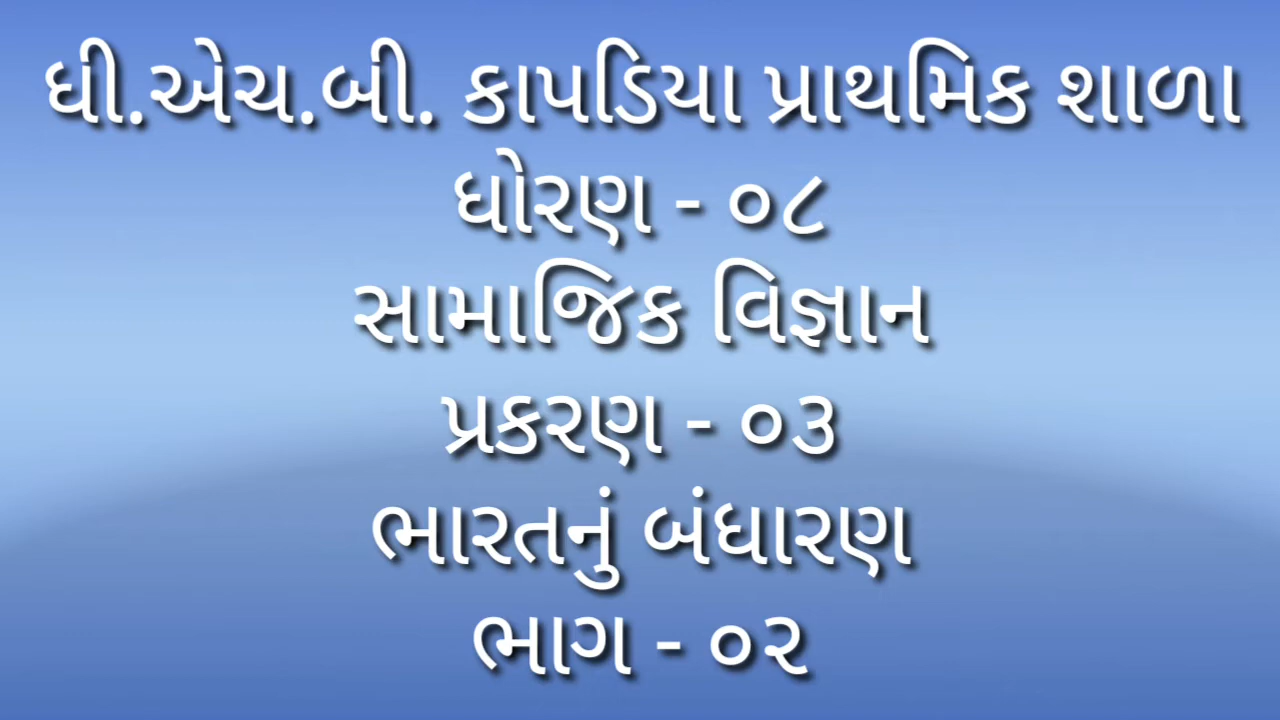 ધી.એચ.બી. કાપડિયા પ્રાથમિક શાળા
ધોરણ - ૦૮
સામાજિક વિજ્ઞાન
પ્રકરણ - ૦૩
ભારતનું બંધારણ
ભાગ - ૦૨